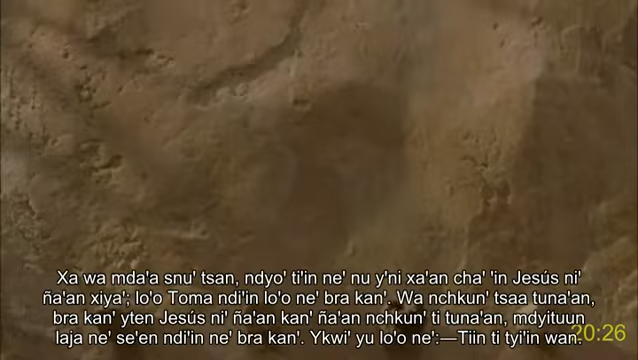 Xa wa mda'a snu' tsan, ndyo' ti'in ne' nu y'ni xa'an cha' 'in Jesús ni'
ña'an xiya'; lo'o Toma ndi'in lo'o ne' bra kan'. Wa nchkun' tsaa tuna'an,
bra kan' yten Jesús ni' ña'an kan' ña'an nchkun' ti tuna'an, mdyituun
laja ne' se'en ndi'in ne' bra kan'. Ykwi' yu lo'o ne':—Tiin ti tyi'in wan.
20:26